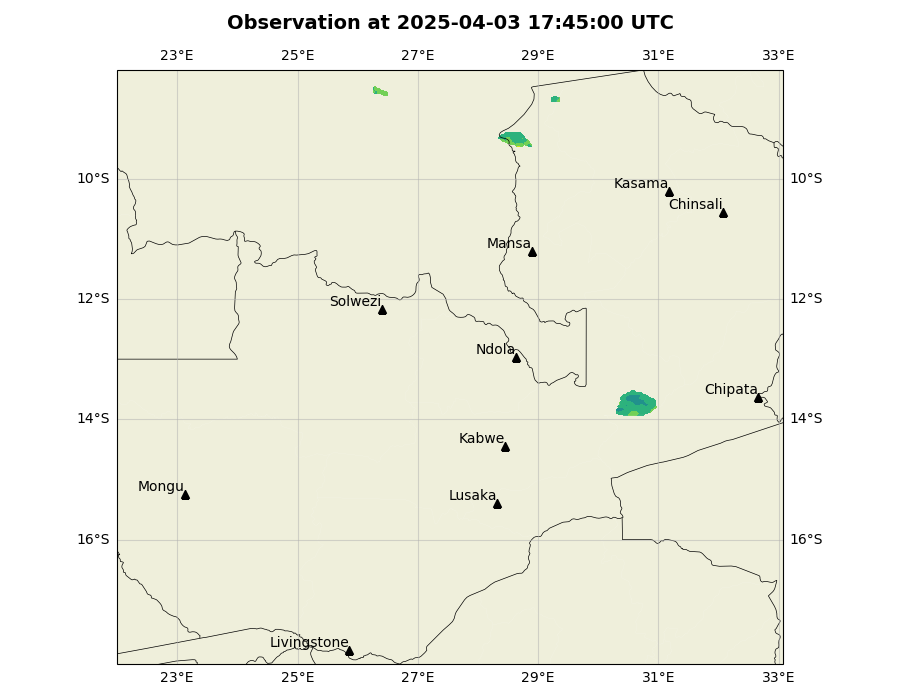 Observation at 2025-04-03 17:45:00 UTC
23°E 25°E 27°E 29°E 31°E 33°E
10°S 10°S
Kasama
Chinsali
Mansa
12°S 12°S
Solwezi
Ndola
Chipata
14°S 14°S
Kabwe
Mongu
Lusaka
16°S 16°S
Livingstone
23°E 25°E 27°E 29°E 31°E 33°E